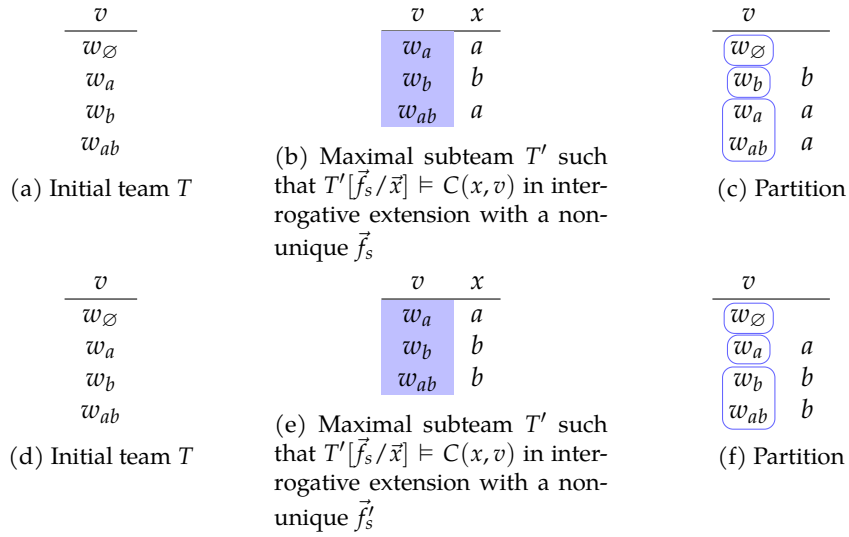 v v x v
w∅ w_a a w∅
w_a w_b b w_b b
w_b w_ab a w_a a
w_ab w_ab a
(a) Initial team T
(b) Maximal subteam T′ such
that T′[f⃗_s/x⃗] ⊨ C(x, v) in inter-
rogative extension with a non-
unique f⃗_s
(c) Partition
v v x v
w∅ w_a a w∅
w_a w_b b w_a a
w_b w_ab b w_b b
w_ab w_ab b
(d) Initial team T
(e) Maximal subteam T′ such
that T′[f⃗_s/x⃗] ⊨ C(x, v) in inter-
rogative extension with a non-
unique f⃗′_s
(f) Partition